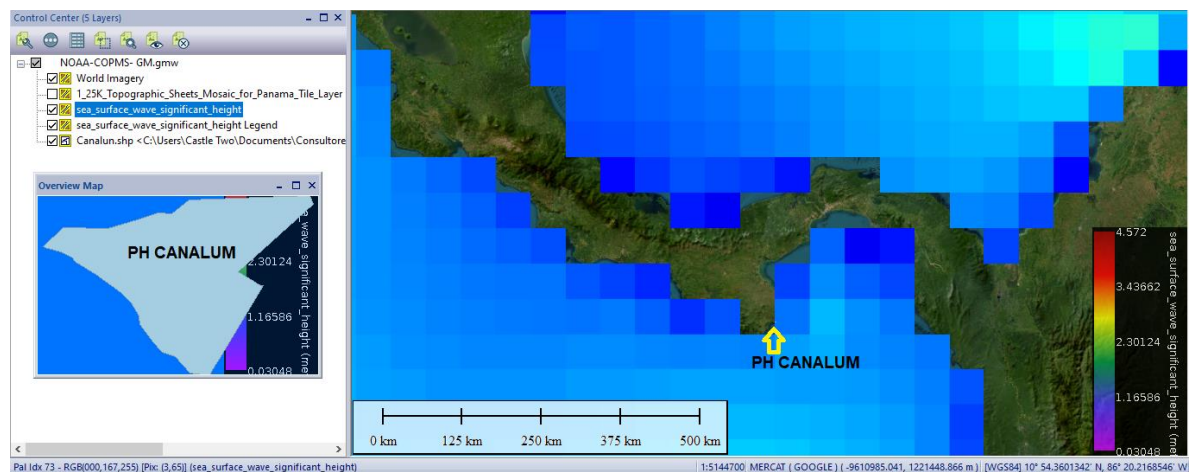 Control Center (5 Layers)
NOAA-COPMS- GM.gmw
World Imagery
1_25K_Topographic_Sheets_Mosaic_for_Panama_Tile_Layer
sea_surface_wave_significant_height
sea_surface_wave_significant_height Legend
Canalun.shp <C:\Users\Castle Two\Documents\Consultore
Overview Map
PH CANALUM
2.30124
1.16586
0.03048
PH CANALUM
0 km 125 km 250 km 375 km 500 km
4.572
3.43662
2.30124
1.16586
0.03048
sea_surface_wave_significant_height (met
Pal Idx 73 - RGB(000,167,255) [Pix: (3,65)] (sea_surface_wave_significant_height)
1:5144700 MERCAT ( GOOGLE ) ( -9610985.041, 1221448.866 m ) [WGS84] 10° 54.3601342' N, 86° 20.2168546' W